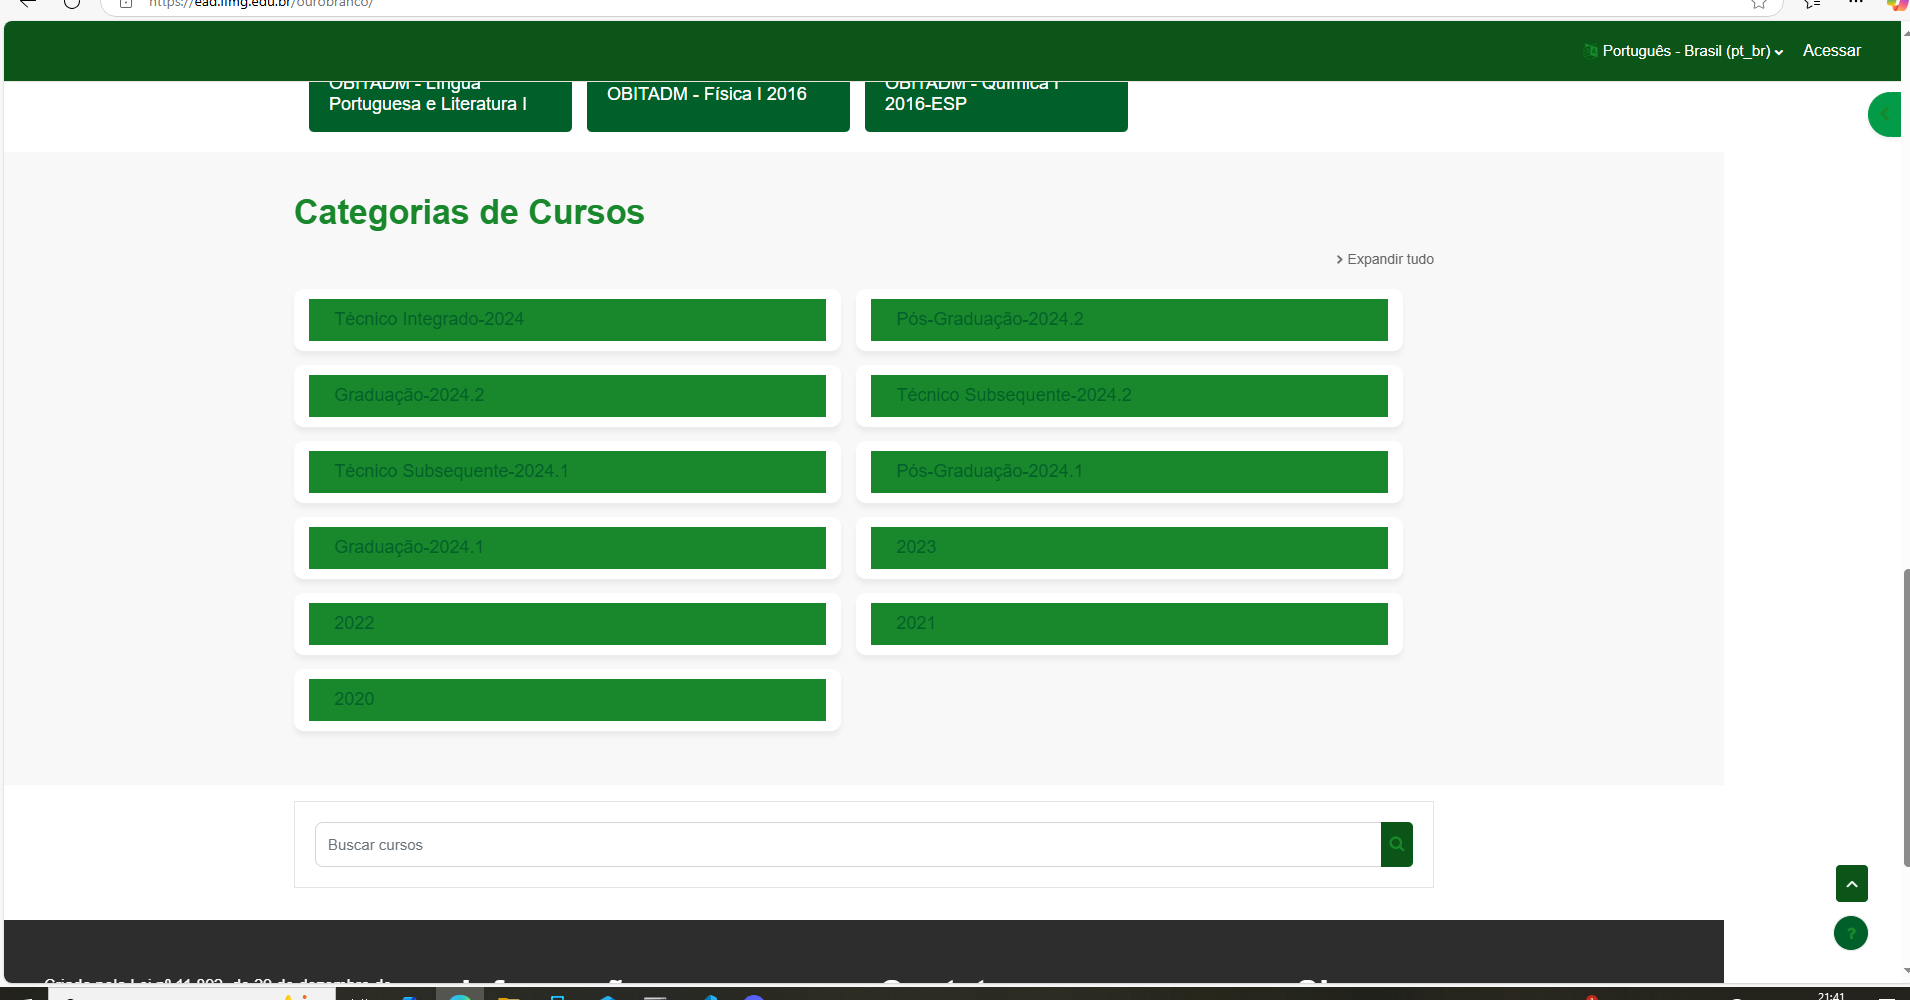 https://ead.ifmg.edu.br/ourobranco/
Português - Brasil (pt_br)
Acessar
OBITADM - Língua
Portuguesa e Literatura I
OBITADM - Física I 2016
OBITADM - Química I
2016-ESP
Categorias de Cursos
Expandir tudo
Técnico Integrado-2024
Pós-Graduação-2024.2
Graduação-2024.2
Técnico Subsequente-2024.2
Técnico Subsequente-2024.1
Pós-Graduação-2024.1
Graduação-2024.1
2023
2022
2021
2020
Buscar cursos
?
21:41